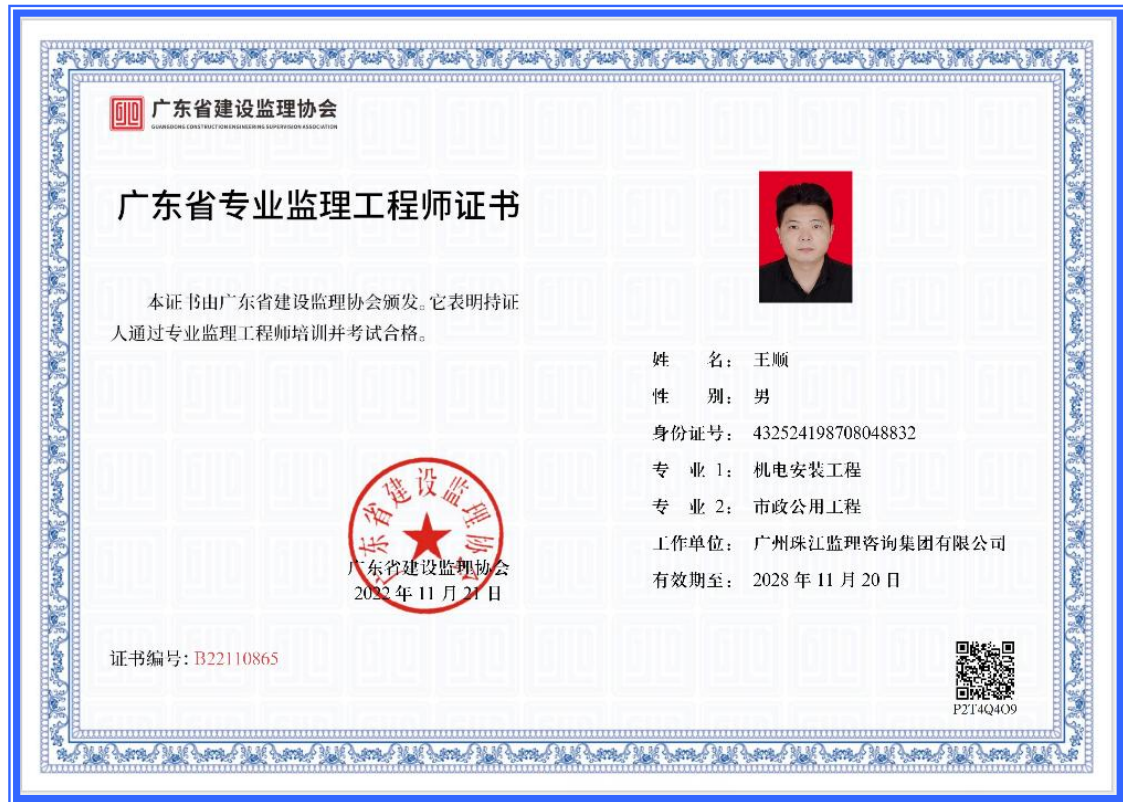 广东省建设监理协会
GUANGDONG CONSTRUCTION ENGINEERING SUPERVISION ASSOCIATION
广东省专业监理工程师证书
本证书由广东省建设监理协会颁发。它表明持证
人通过专业监理工程师培训并考试合格。
姓 名： 王顺
性 别： 男
身份证号： 432524198708048832
专 业 1： 机电安装工程
专 业 2： 市政公用工程
工作单位： 广州珠江监理咨询集团有限公司
有效期至： 2028 年 11 月 20 日
广东省建设监理协会
广东省建设监理协会
2022 年 11 月 21 日
证书编号: B22110865
P2T4Q4O9